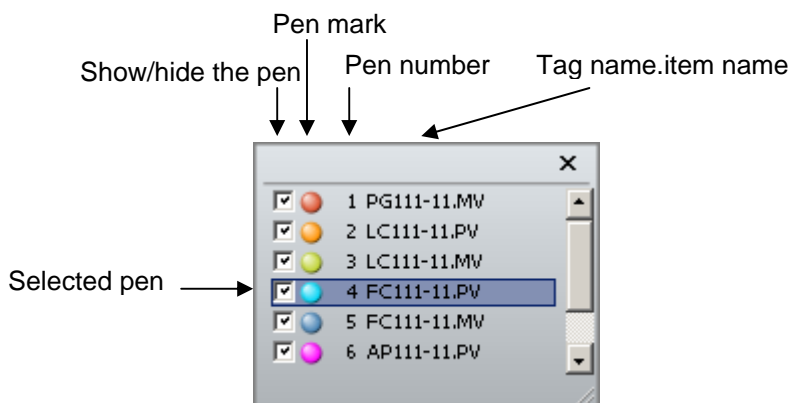 Pen mark
Show/hide the pen
Pen number
Tag name.item name
1 PG111-11.MV
2 LC111-11.PV
3 LC111-11.MV
Selected pen
4 FC111-11.PV
5 FC111-11.MV
6 AP111-11.PV